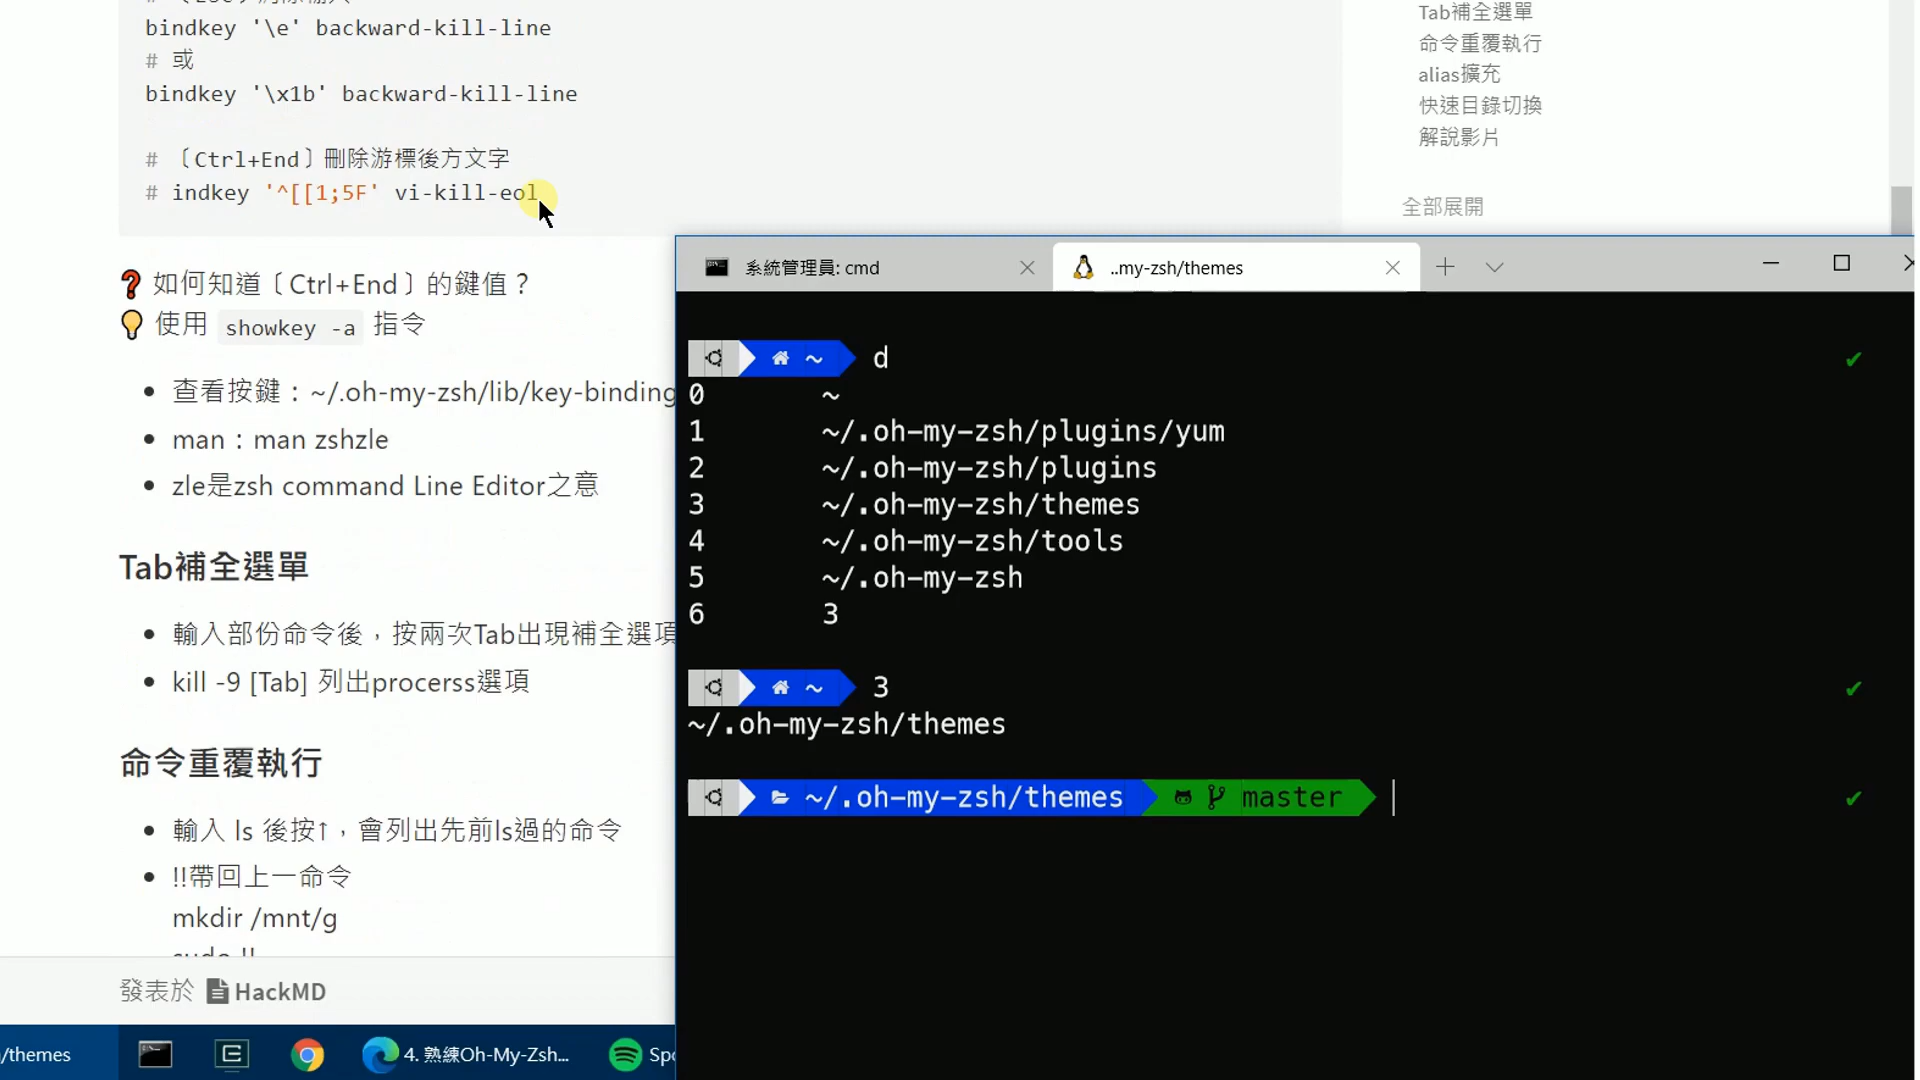 bindkey '\e' backward-kill-line
# 或
bindkey '\x1b' backward-kill-line
# 〔Ctrl+End〕刪除游標後方文字
# indkey '^[[1;5F' vi-kill-eol
❓ 如何知道〔Ctrl+End〕的鍵值？
💡 使用 showkey -a 指令
查看按鍵：~/.oh-my-zsh/lib/key-binding
man：man zshzle
zle是zsh command Line Editor之意
Tab補全選單
輸入部份命令後，按兩次Tab出現補全選項
kill -9 [Tab] 列出procerss選項
命令重覆執行
輸入 ls 後按↑，會列出先前ls過的命令
!!帶回上一命令
mkdir /mnt/g
sudo !!
發表於 HackMD
Tab補全選單
命令重覆執行
alias擴充
快速目錄切換
解說影片
全部展開
系統管理員: cmd
..my-zsh/themes
~ d
0 ~
1 ~/.oh-my-zsh/plugins/yum
2 ~/.oh-my-zsh/plugins
3 ~/.oh-my-zsh/themes
4 ~/.oh-my-zsh/tools
5 ~/.oh-my-zsh
6 3
~ 3
~/.oh-my-zsh/themes
~/.oh-my-zsh/themes master
/themes
4. 熟練Oh-My-Zsh...
Spo